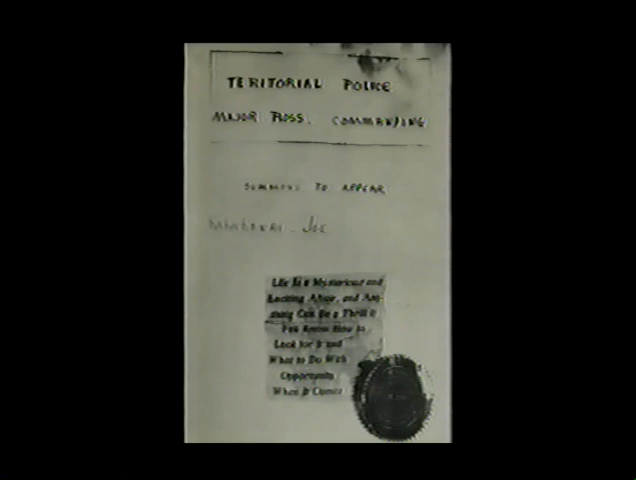 TERITORIAL POLICE
MAJOR ROSS. COMMANDING
SUMMONS TO APPEAR
JOE
Life Is a Mysterious and
Exciting Affair, and Any-
thing Can Be a Thrill if
You Know How to
Look for It and
What to Do With
Opportunity
When It Comes